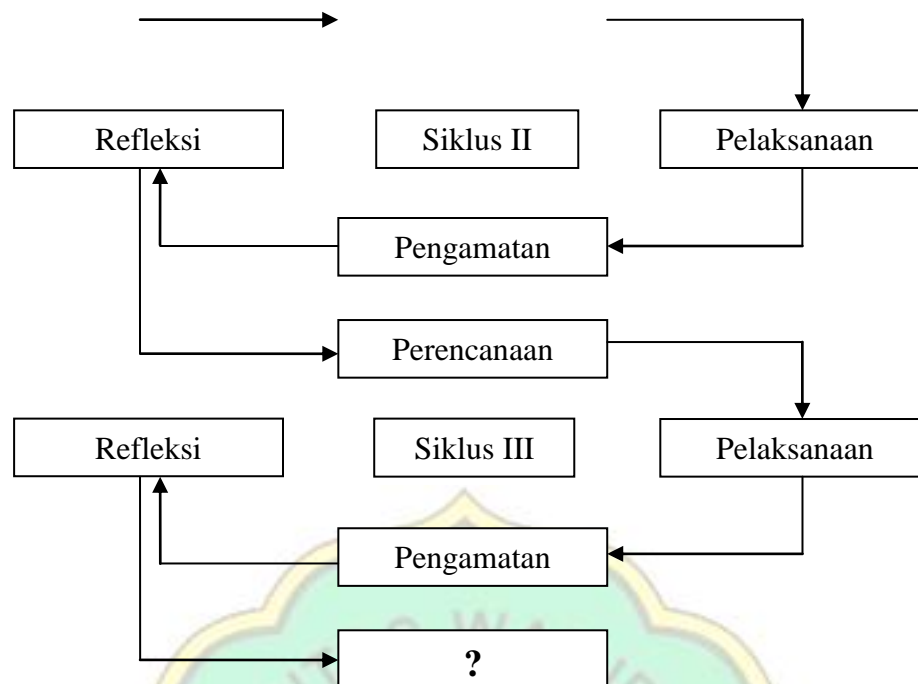 Refleksi
Siklus II
Pelaksanaan
Pengamatan
Perencanaan
Refleksi
Siklus III
Pelaksanaan
Pengamatan
?